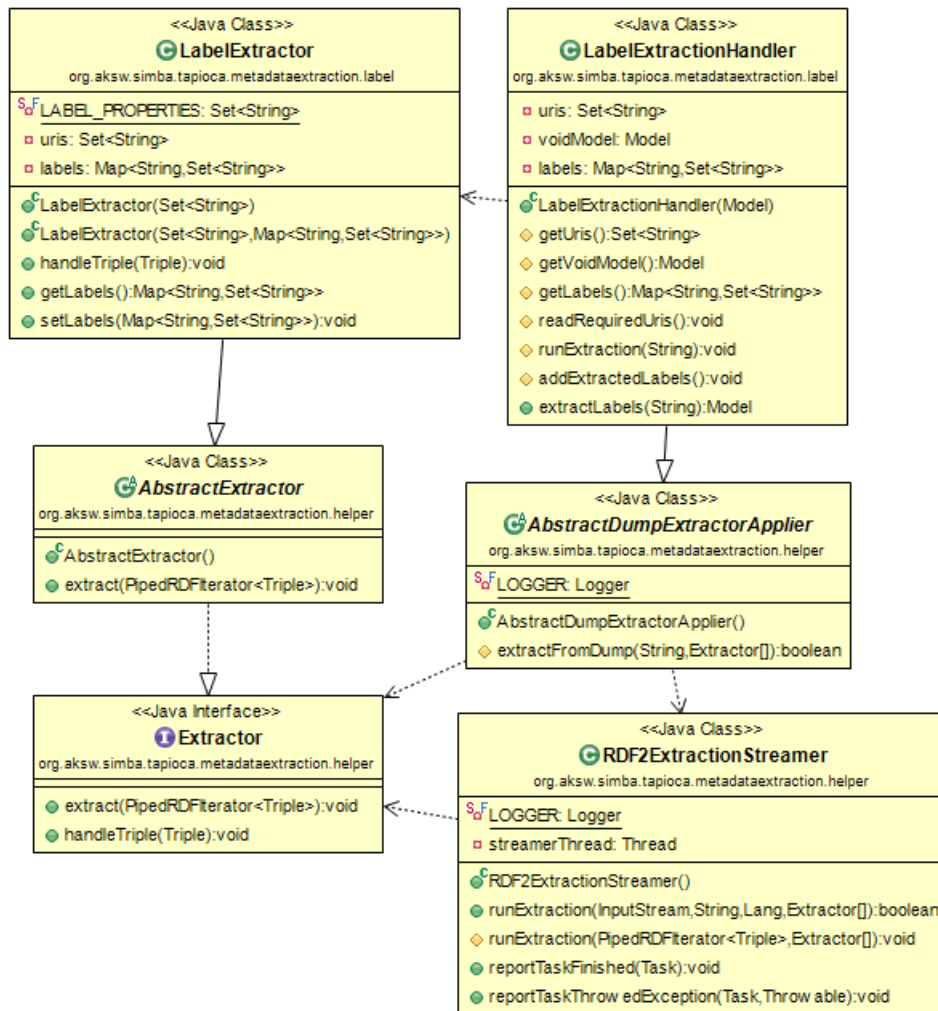 <<Java Class>>
LabelExtractor
org.aksw.simba.tapioca.metadataextraction.label
LABEL_PROPERTIES: Set<String>
uris: Set<String>
labels: Map<String,Set<String>>
LabelExtractor(Set<String>)
LabelExtractor(Set<String>,Map<String,Set<String>>)
handleTriple(Triple):void
getLabels():Map<String,Set<String>>
setLabels(Map<String,Set<String>>):void
<<Java Class>>
LabelExtractionHandler
org.aksw.simba.tapioca.metadataextraction.label
uris: Set<String>
voidModel: Model
labels: Map<String,Set<String>>
LabelExtractionHandler(Model)
getUris():Set<String>
getVoidModel():Model
getLabels():Map<String,Set<String>>
readRequiredUris():void
runExtraction(String):void
addExtractedLabels():void
extractLabels(String):Model
<<Java Class>>
AbstractExtractor
org.aksw.simba.tapioca.metadataextraction.helper
AbstractExtractor()
extract(PipedRDFIterator<Triple>):void
<<Java Class>>
AbstractDumpExtractorApplier
org.aksw.simba.tapioca.metadataextraction.helper
LOGGER: Logger
AbstractDumpExtractorApplier()
extractFromDump(String,Extractor[]):boolean
<<Java Interface>>
Extractor
org.aksw.simba.tapioca.metadataextraction.helper
extract(PipedRDFIterator<Triple>):void
handleTriple(Triple):void
<<Java Class>>
RDF2ExtractionStreamer
org.aksw.simba.tapioca.metadataextraction.helper
LOGGER: Logger
streamerThread: Thread
RDF2ExtractionStreamer()
runExtraction(InputStream,String,Lang,Extractor[]):boolean
runExtraction(PipedRDFIterator<Triple>,Extractor[]):void
reportTaskFinished(Task):void
reportTaskThrowedException(Task,Throwable):void